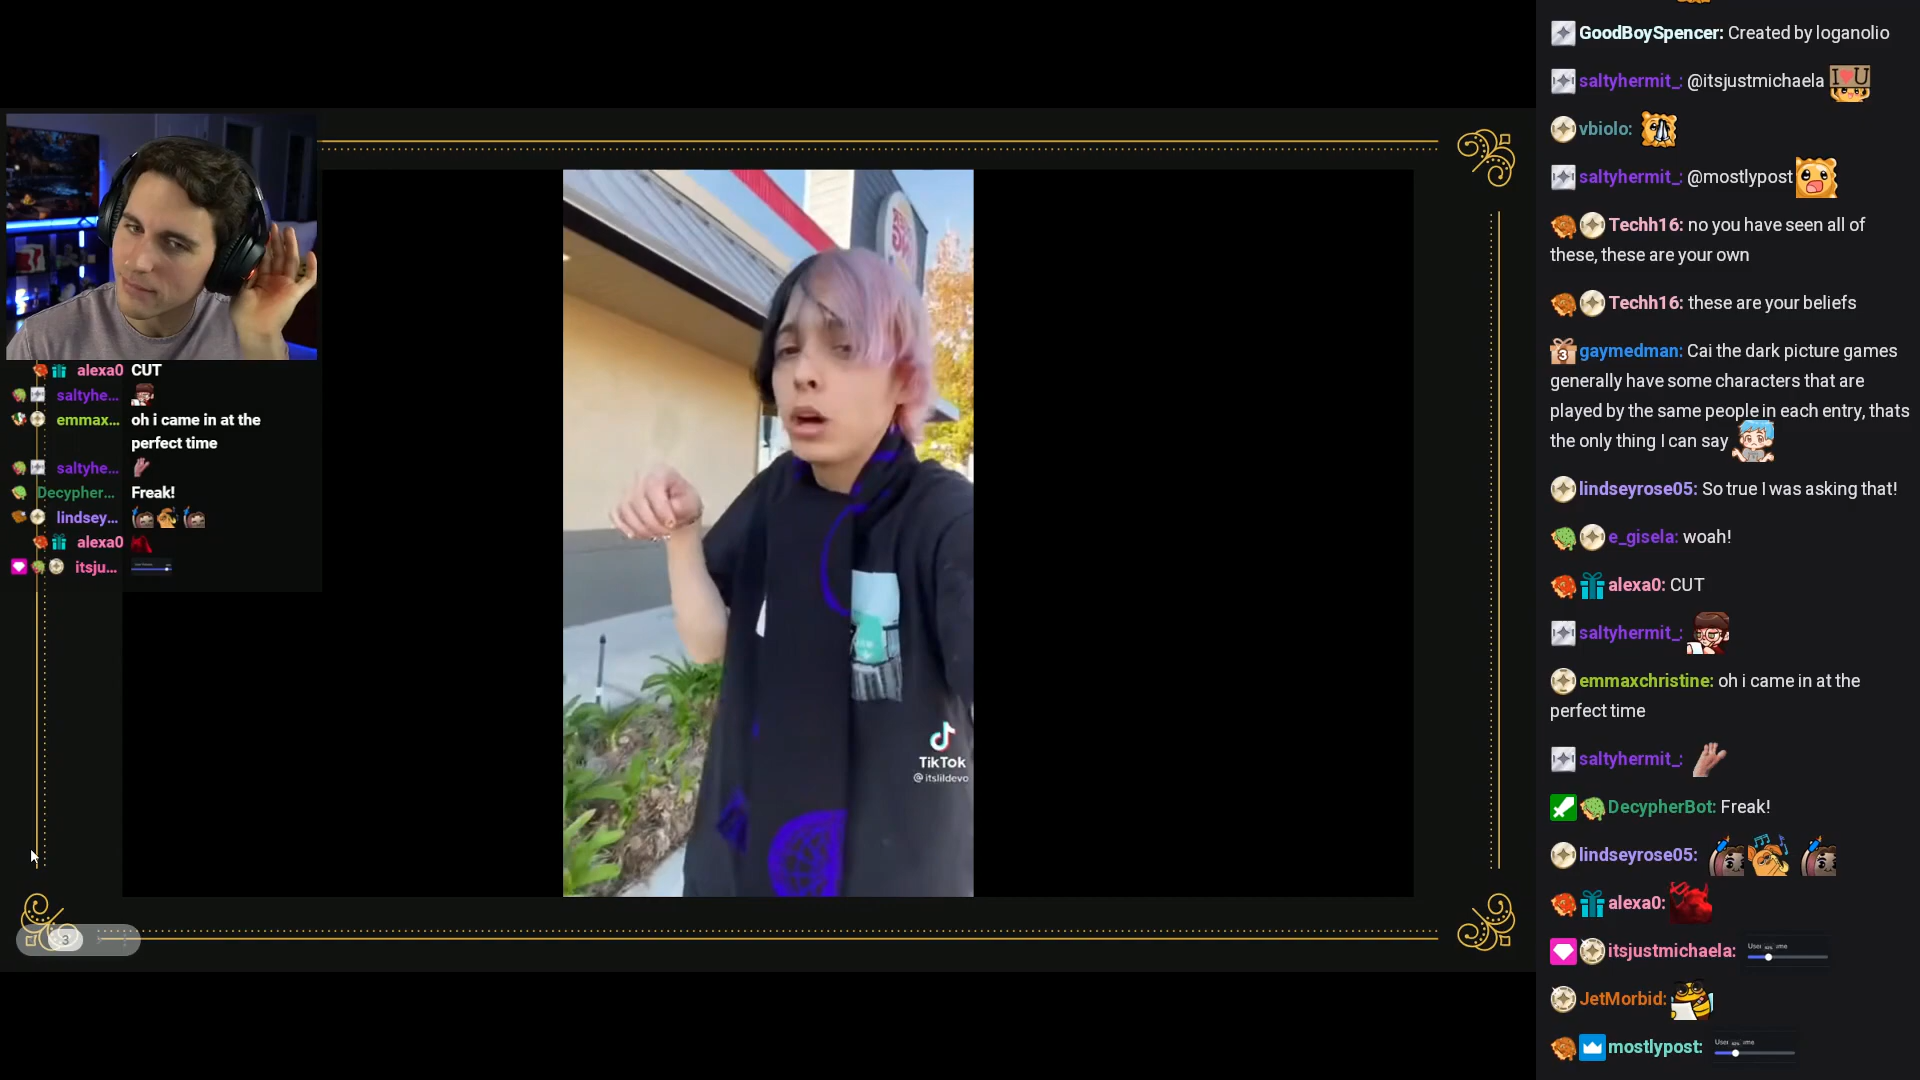 alexa0 CUT
saltyhe...
emmax... oh i came in at the
perfect time
saltyhe...
Decypher... Freak!
lindsey...
alexa0
itsju...
3
TikTok
@itslildevo
GoodBoySpencer: Created by loganolio
saltyhermit_: @itsjustmichaela I U
vbiolo:
saltyhermit_: @mostlypost
Techh16: no you have seen all of
these, these are your own
Techh16: these are your beliefs
3 gaymedman: Cai the dark picture games
generally have some characters that are
played by the same people in each entry, thats
the only thing I can say
lindseyrose05: So true I was asking that!
e_gisela: woah!
alexa0: CUT
saltyhermit_:
emmaxchristine: oh i came in at the
perfect time
saltyhermit_:
DecypherBot: Freak!
lindseyrose05:
alexa0:
itsjustmichaela:
JetMorbid:
mostlypost: